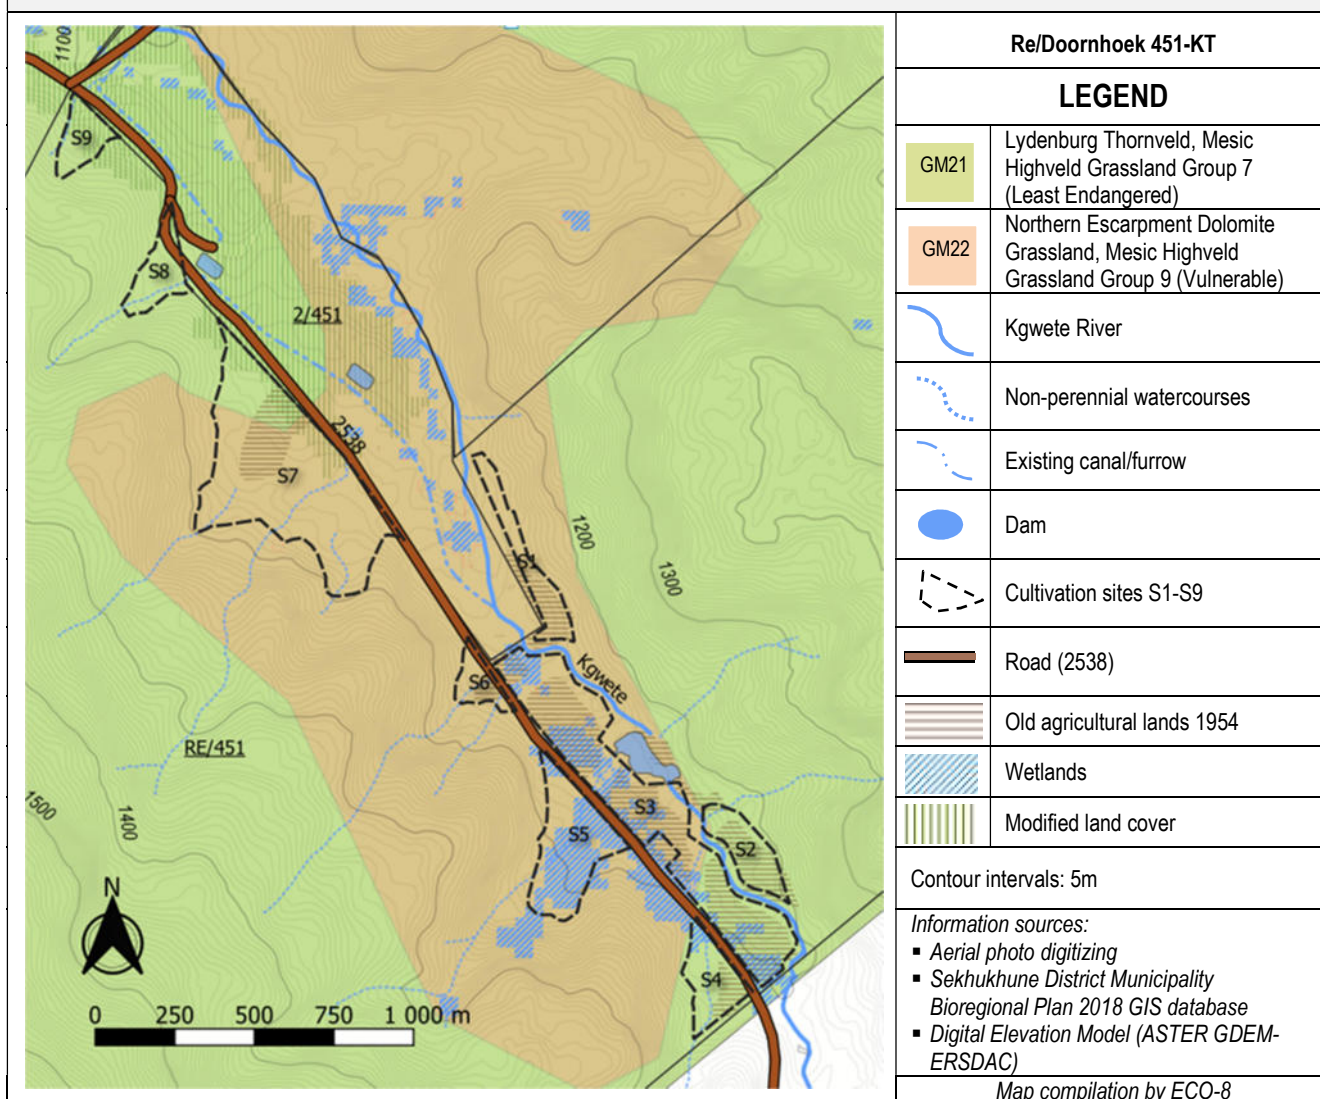 1100
S9
S8
2/451
2538
S7
S1
1200
1300
Kgwete
S6
RE/451
S3
S5
S2
1500
1400
S4
N
0 250 500 750 1 000 m
Re/Doornhoek 451-KT
LEGEND
GM21
Lydenburg Thornveld, Mesic
Highveld Grassland Group 7
(Least Endangered)
GM22
Northern Escarpment Dolomite
Grassland, Mesic Highveld
Grassland Group 9 (Vulnerable)
Kgwete River
Non-perennial watercourses
Existing canal/furrow
Dam
Cultivation sites S1-S9
Road (2538)
Old agricultural lands 1954
Wetlands
Modified land cover
Contour intervals: 5m
Information sources:
▪ Aerial photo digitizing
▪ Sekhukhune District Municipality
Bioregional Plan 2018 GIS database
▪ Digital Elevation Model (ASTER GDEM-
ERSDAC)
Map compilation by ECO-8